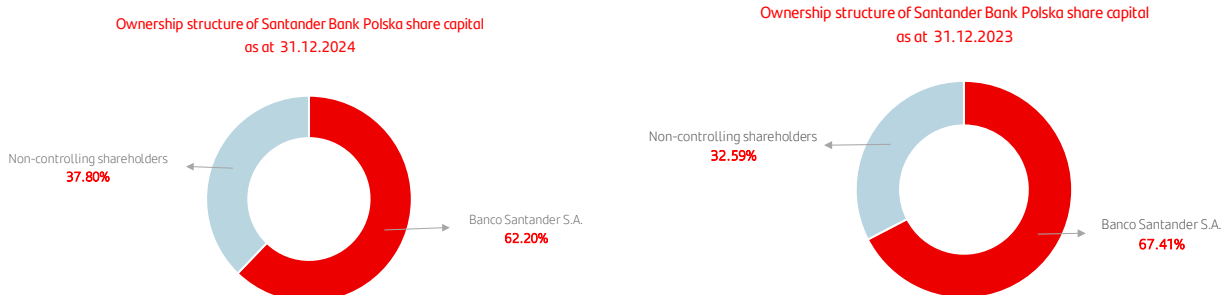 Ownership structure of Santander Bank Polska share capital
as at 31.12.2024
Non-controlling shareholders
37.80%
Banco Santander S.A.
62.20%
Ownership structure of Santander Bank Polska share capital
as at 31.12.2023
Non-controlling shareholders
32.59%
Banco Santander S.A.
67.41%